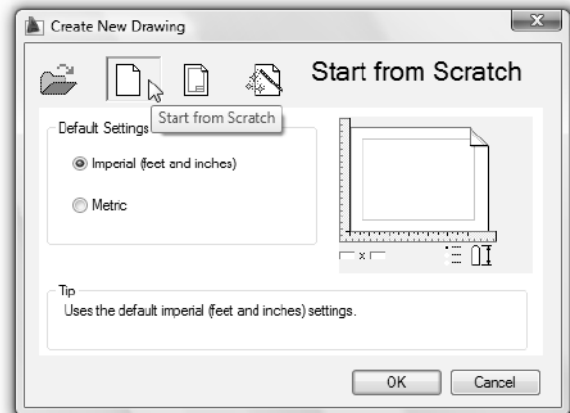 Create New Drawing
Start from Scratch
Start from Scratch
Default Settings
Imperial (feet and inches)
Metric
x
Tip
Uses the default imperial (feet and inches) settings.
OK
Cancel